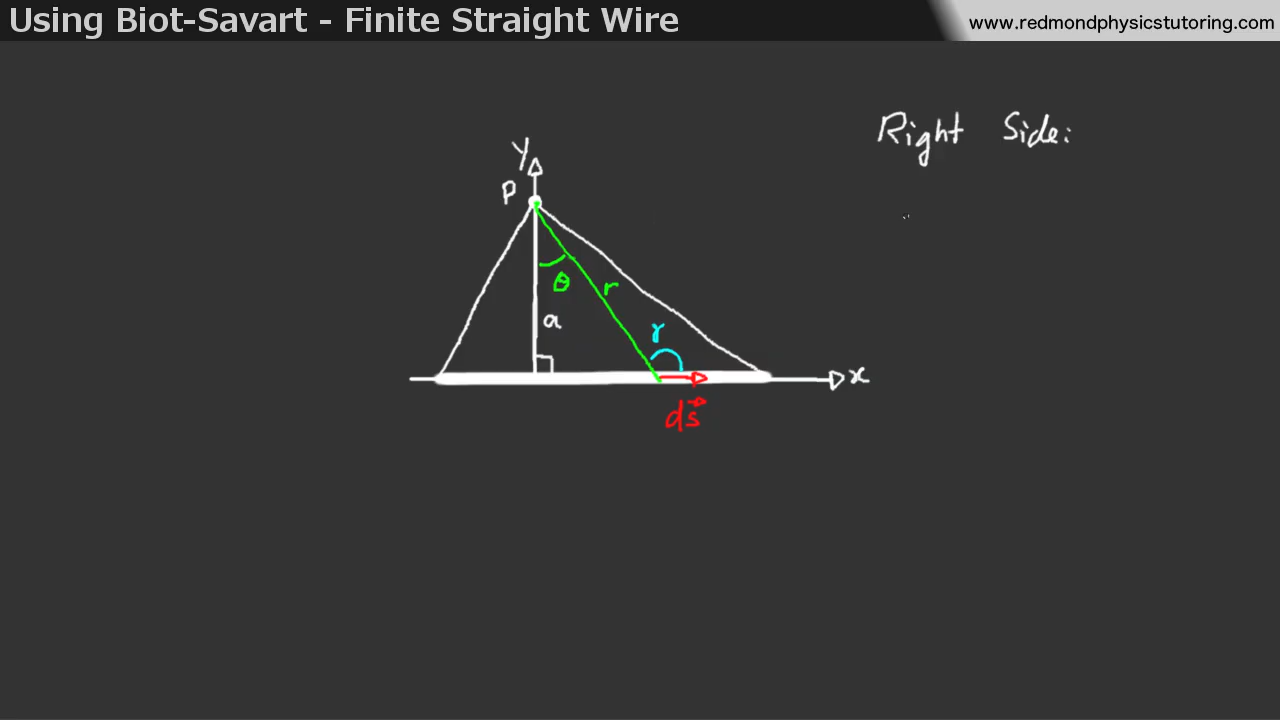 Using Biot-Savart - Finite Straight Wire
www.redmondphysicstutoring.com
Right Side:
y
P
θ
r
a
γ
x
ds